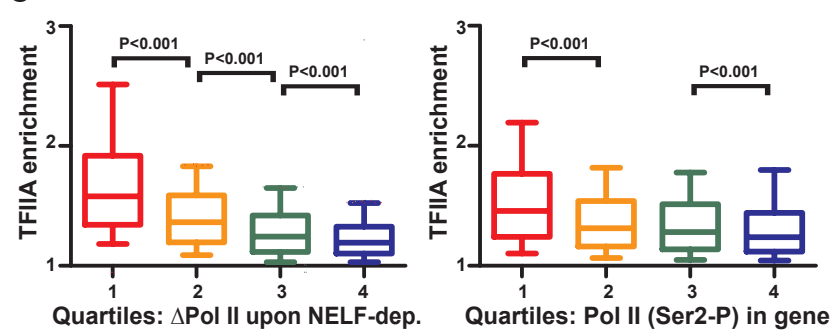 3
P<0.001
P<0.001
P<0.001
2
TFIIA enrichment
1
1 2 3 4
Quartiles: ΔPol II upon NELF-dep.
3
P<0.001
P<0.001
2
TFIIA enrichment
1
1 2 3 4
Quartiles: Pol II (Ser2-P) in gene